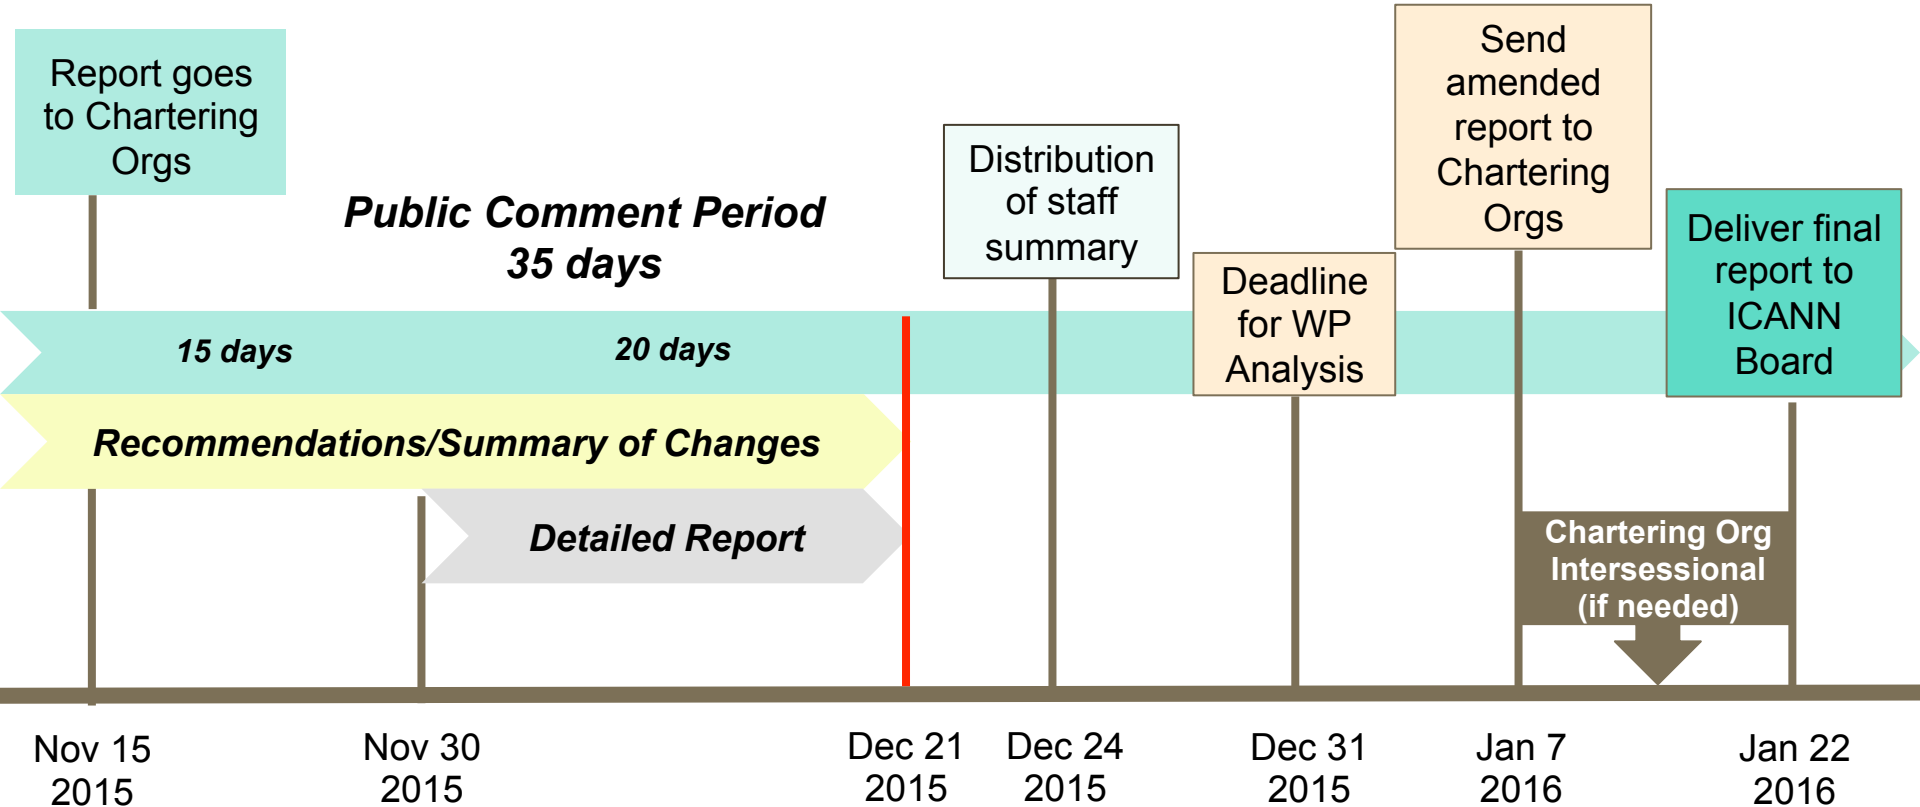 Report goes
to Chartering
Orgs
Public Comment Period
35 days
Distribution
of staff
summary
Deadline
for WP
Analysis
Send
amended
report to
Chartering
Orgs
Deliver final
report to
ICANN
Board
15 days
20 days
Recommendations/Summary of Changes
Detailed Report
Chartering Org
Intersessional
(if needed)
Nov 15
2015
Nov 30
2015
Dec 21
2015
Dec 24
2015
Dec 31
2015
Jan 7
2016
Jan 22
2016